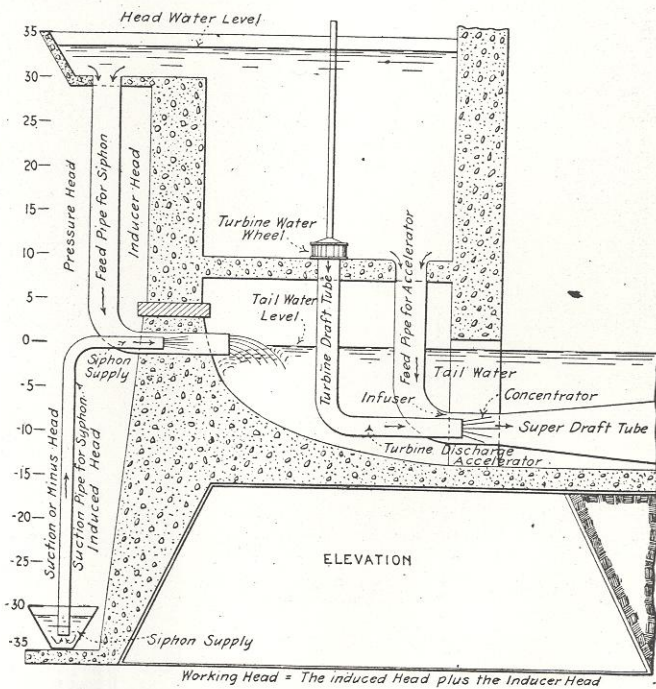 Head Water Level
35
30
25
20
15
10
5
0
-5
-10
-15
-20
-25
-30
-35
Pressure Head
Feed Pipe for Siphon
Inducer Head
Turbine Water
Wheel
Tail Water
Level
Turbine Draft Tube
Feed Pipe for Accelerator
Siphon
Supply
Tail Water
Infuser
Concentrator
Super Draft Tube
Turbine Discharge
Accelerator
Suction or Minus Head
Suction Pipe for Siphon
Induced Head
ELEVATION
Siphon Supply
Working Head = The induced Head plus the Inducer Head